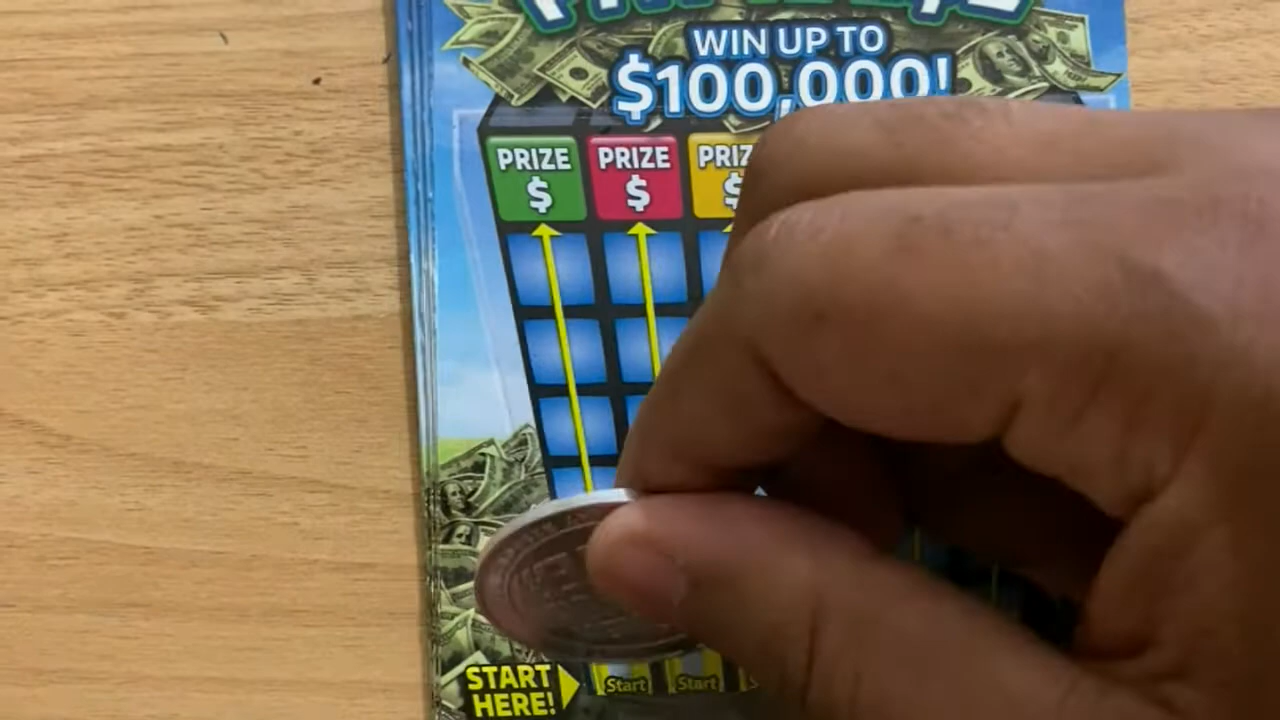 WIN UP TO
$100,000!
PRIZE PRIZE
$ $ $
START
HERE!
Start Start